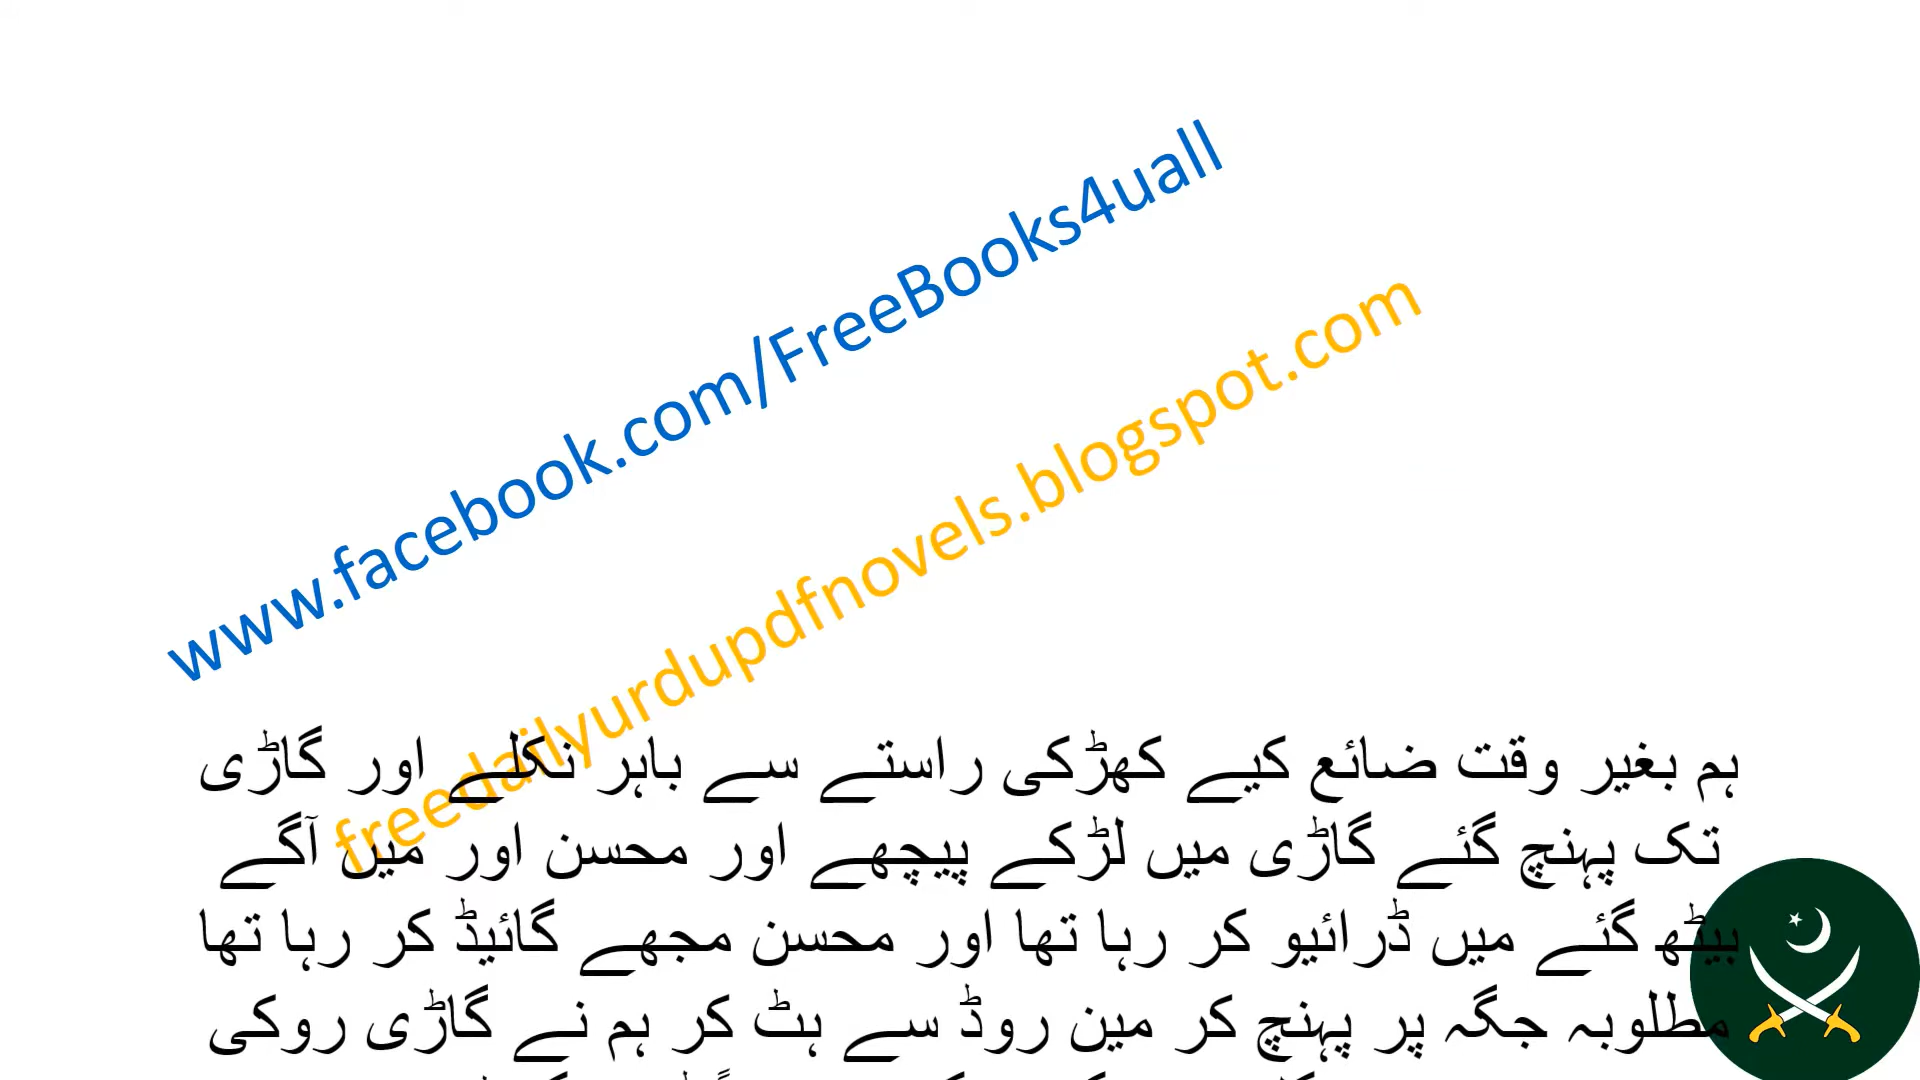 www.facebook.com/FreeBooks4uall
freedailyurdupdfnovels.blogspot.com
ہم بغیر وقت ضائع کیے کھڑکی راستے سے باہر نکلے اور گاڑی
تک پہنچ گئے گاڑی میں لڑکے پیچھے اور محسن اور میں آگے
بیٹھ گئے میں ڈرائیو کر رہا تھا اور محسن مجھے گائیڈ کر رہا تھا
مطلوبہ جگہ پر پہنچ کر مین روڈ سے ہٹ کر ہم نے گاڑی روکی